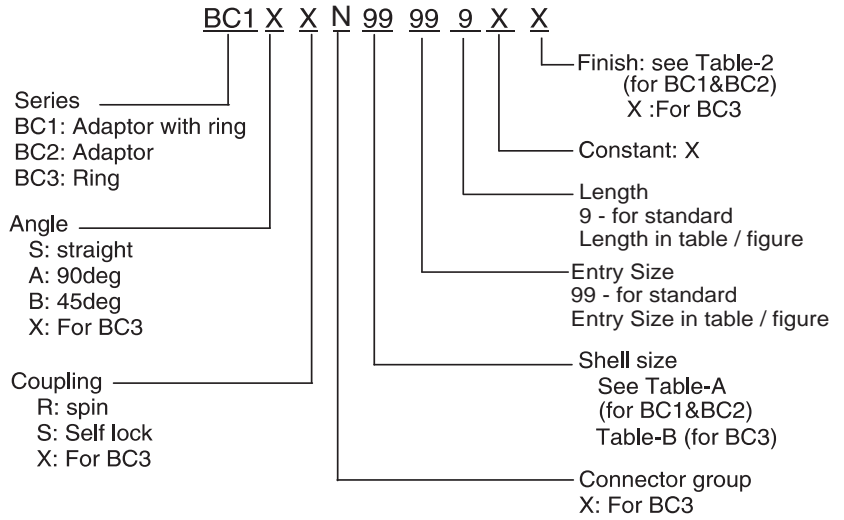 BC1 X X N 99 99 9 X X
Series
BC1: Adaptor with ring
BC2: Adaptor
BC3: Ring
Angle
S: straight
A: 90deg
B: 45deg
X: For BC3
Coupling
R: spin
S: Self lock
X: For BC3
Finish: see Table-2
(for BC1&BC2)
X :For BC3
Constant: X
Length
9 - for standard
Length in table / figure
Entry Size
99 - for standard
Entry Size in table / figure
Shell size
See Table-A
(for BC1&BC2)
Table-B (for BC3)
Connector group
X: For BC3